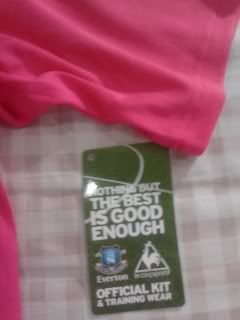 NOTHING BUT
THE BEST
IS GOOD
ENOUGH
Everton
le coq sportif
OFFICIAL KIT
& TRAINING WEAR